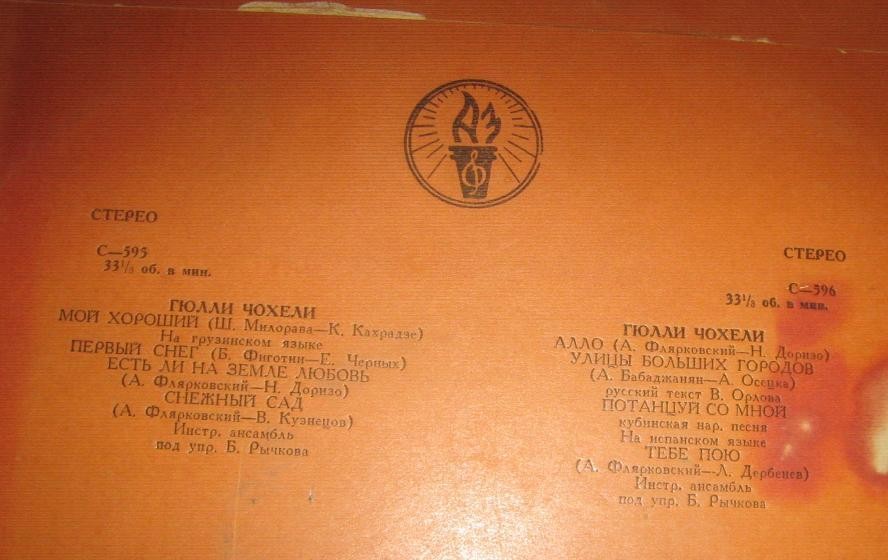 АЗ
СТЕРЕО
С—595
33⅓ об. в мин.
ГЮЛЛИ ЧОХЕЛИ
МОЙ ХОРОШИЙ (Ш. Милорава—К. Кахрадзе)
На грузинском языке
ПЕРВЫЙ СНЕГ (Б. Фиготин—Е. Черных)
ЕСТЬ ЛИ НА ЗЕМЛЕ ЛЮБОВЬ
(А. Флярковский—Н. Доризо)
СНЕЖНЫЙ САД
(А. Флярковский—В. Кузнецов)
Инстр. ансамбль
под упр. Б. Рычкова
СТЕРЕО
С—596
33⅓ об. в мин.
ГЮЛЛИ ЧОХЕЛИ
АЛЛО (А. Флярковский—Н. Доризо)
УЛИЦЫ БОЛЬШИХ ГОРОДОВ
(А. Бабаджанян—А. Осецка)
русский текст В. Орлова
ПОТАНЦУЙ СО МНОЙ
кубинская нар. песня
На испанском языке
ТЕБЕ ПОЮ
(А. Флярковский—Л. Дербенев)
Инстр. ансамбль
под упр. Б. Рычкова